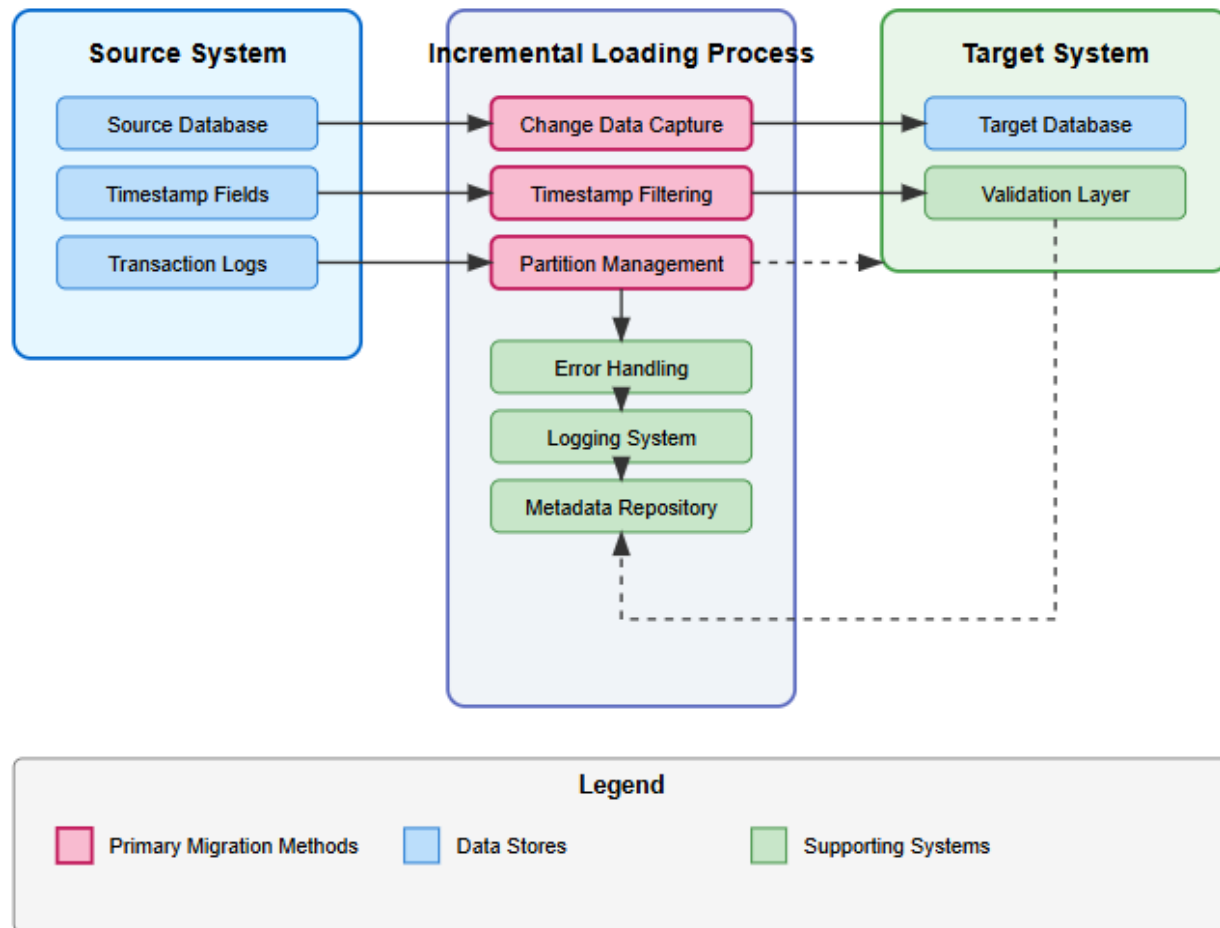 Source System
Incremental Loading Process
Target System
Source Database
Change Data Capture
Target Database
Timestamp Fields
Timestamp Filtering
Validation Layer
Transaction Logs
Partition Management
Error Handling
Logging System
Metadata Repository
Legend
Primary Migration Methods
Data Stores
Supporting Systems